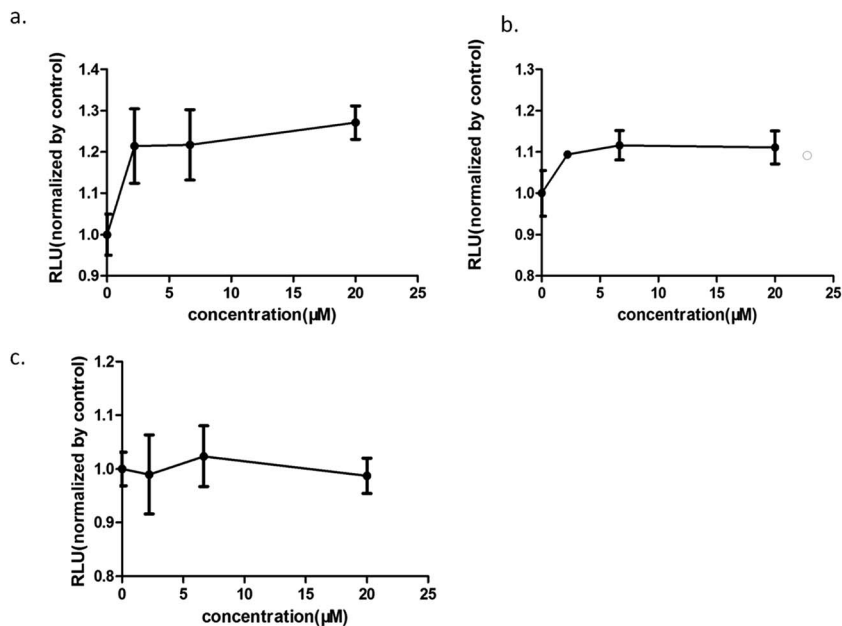 a.
RLU(normalized by control)
1.4
1.3
1.2
1.1
1.0
0.9
0 5 10 15 20 25
concentration(µM)
b.
RLU(normalized by control)
1.3
1.2
1.1
1.0
0.9
0.8
0 5 10 15 20 25
concentration(µM)
c.
RLU(normalized by control)
1.2
1.1
1.0
0.9
0.8
0 5 10 15 20 25
concentration(µM)